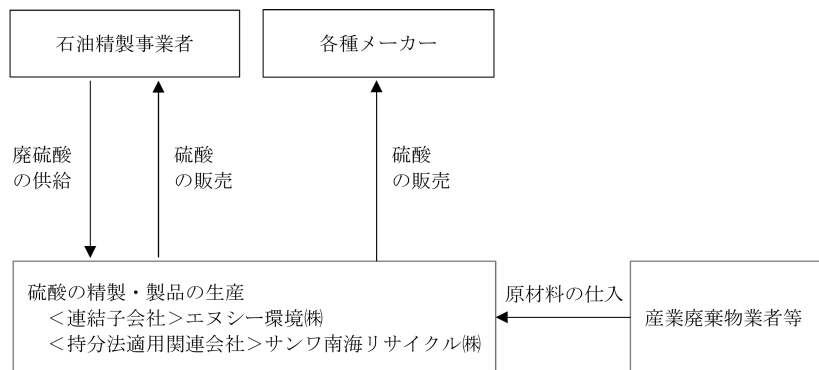 石油精製事業者
各種メーカー
廃硫酸
の供給
硫酸
の販売
硫酸
の販売
硫酸の精製・製品の生産
＜連結子会社＞エヌシー環境㈱
＜持分法適用関連会社＞サンワ南海リサイクル㈱
原材料の仕入
産業廃棄物業者等